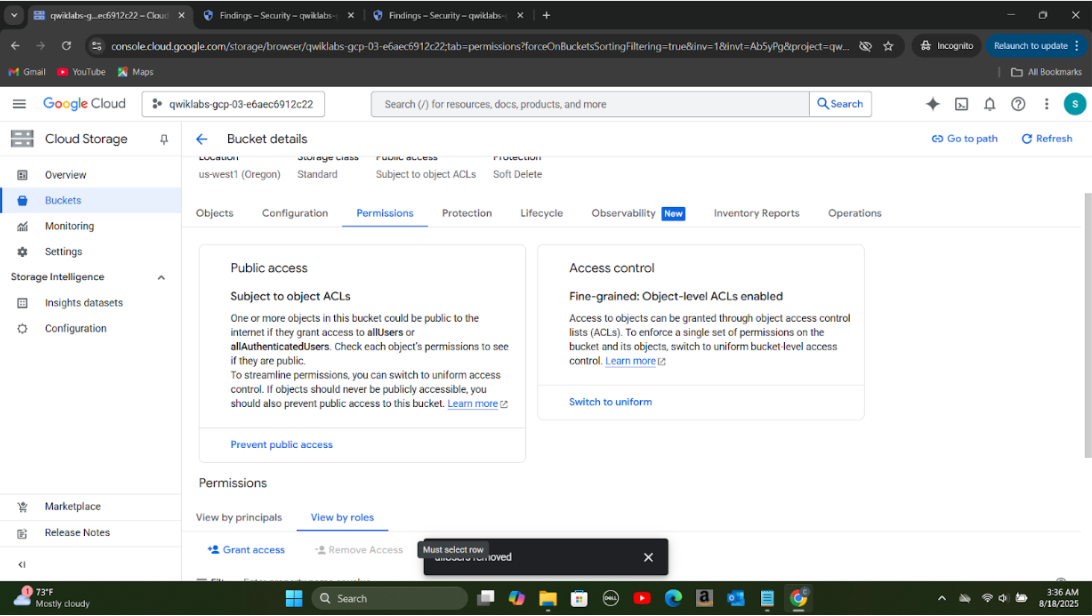 qwiklabs-g...ec6912c22 – Cloud
Findings – Security – qwiklabs-g
Findings – Security – qwiklabs-g
console.cloud.google.com/storage/browser/qwiklabs-gcp-03-e6aec6912c22;tab=permissions?forceOnBucketsSortingFiltering=true&inv=1&invt=Ab5yPg&project=qw...
Incognito
Relaunch to update
Gmail
YouTube
Maps
All Bookmarks
Google Cloud
qwiklabs-gcp-03-e6aec6912c22
Search (/) for resources, docs, products, and more
Search
S
Cloud Storage
Bucket details
Go to path
Refresh
Overview
Buckets
Monitoring
Settings
Storage Intelligence
Insights datasets
Configuration
Marketplace
Release Notes
Location Storage class Public access Protection
us-west1 (Oregon) Standard Subject to object ACLs Soft Delete
Objects Configuration Permissions Protection Lifecycle Observability New Inventory Reports Operations
Public access
Subject to object ACLs
One or more objects in this bucket could be public to the
internet if they grant access to allUsers or
allAuthenticatedUsers. Check each object's permissions to see
if they are public.
To streamline permissions, you can switch to uniform access
control. If objects should never be publicly accessible, you
should also prevent public access to this bucket. Learn more
Prevent public access
Access control
Fine-grained: Object-level ACLs enabled
Access to objects can be granted through object access control
lists (ACLs). To enforce a single set of permissions on the
bucket and its objects, switch to uniform bucket-level access
control. Learn more
Switch to uniform
Permissions
View by principals View by roles
Grant access Remove Access
Must select row
allUsers removed
73°F
Mostly cloudy
Search
DELL
3:36 AM
8/18/2025